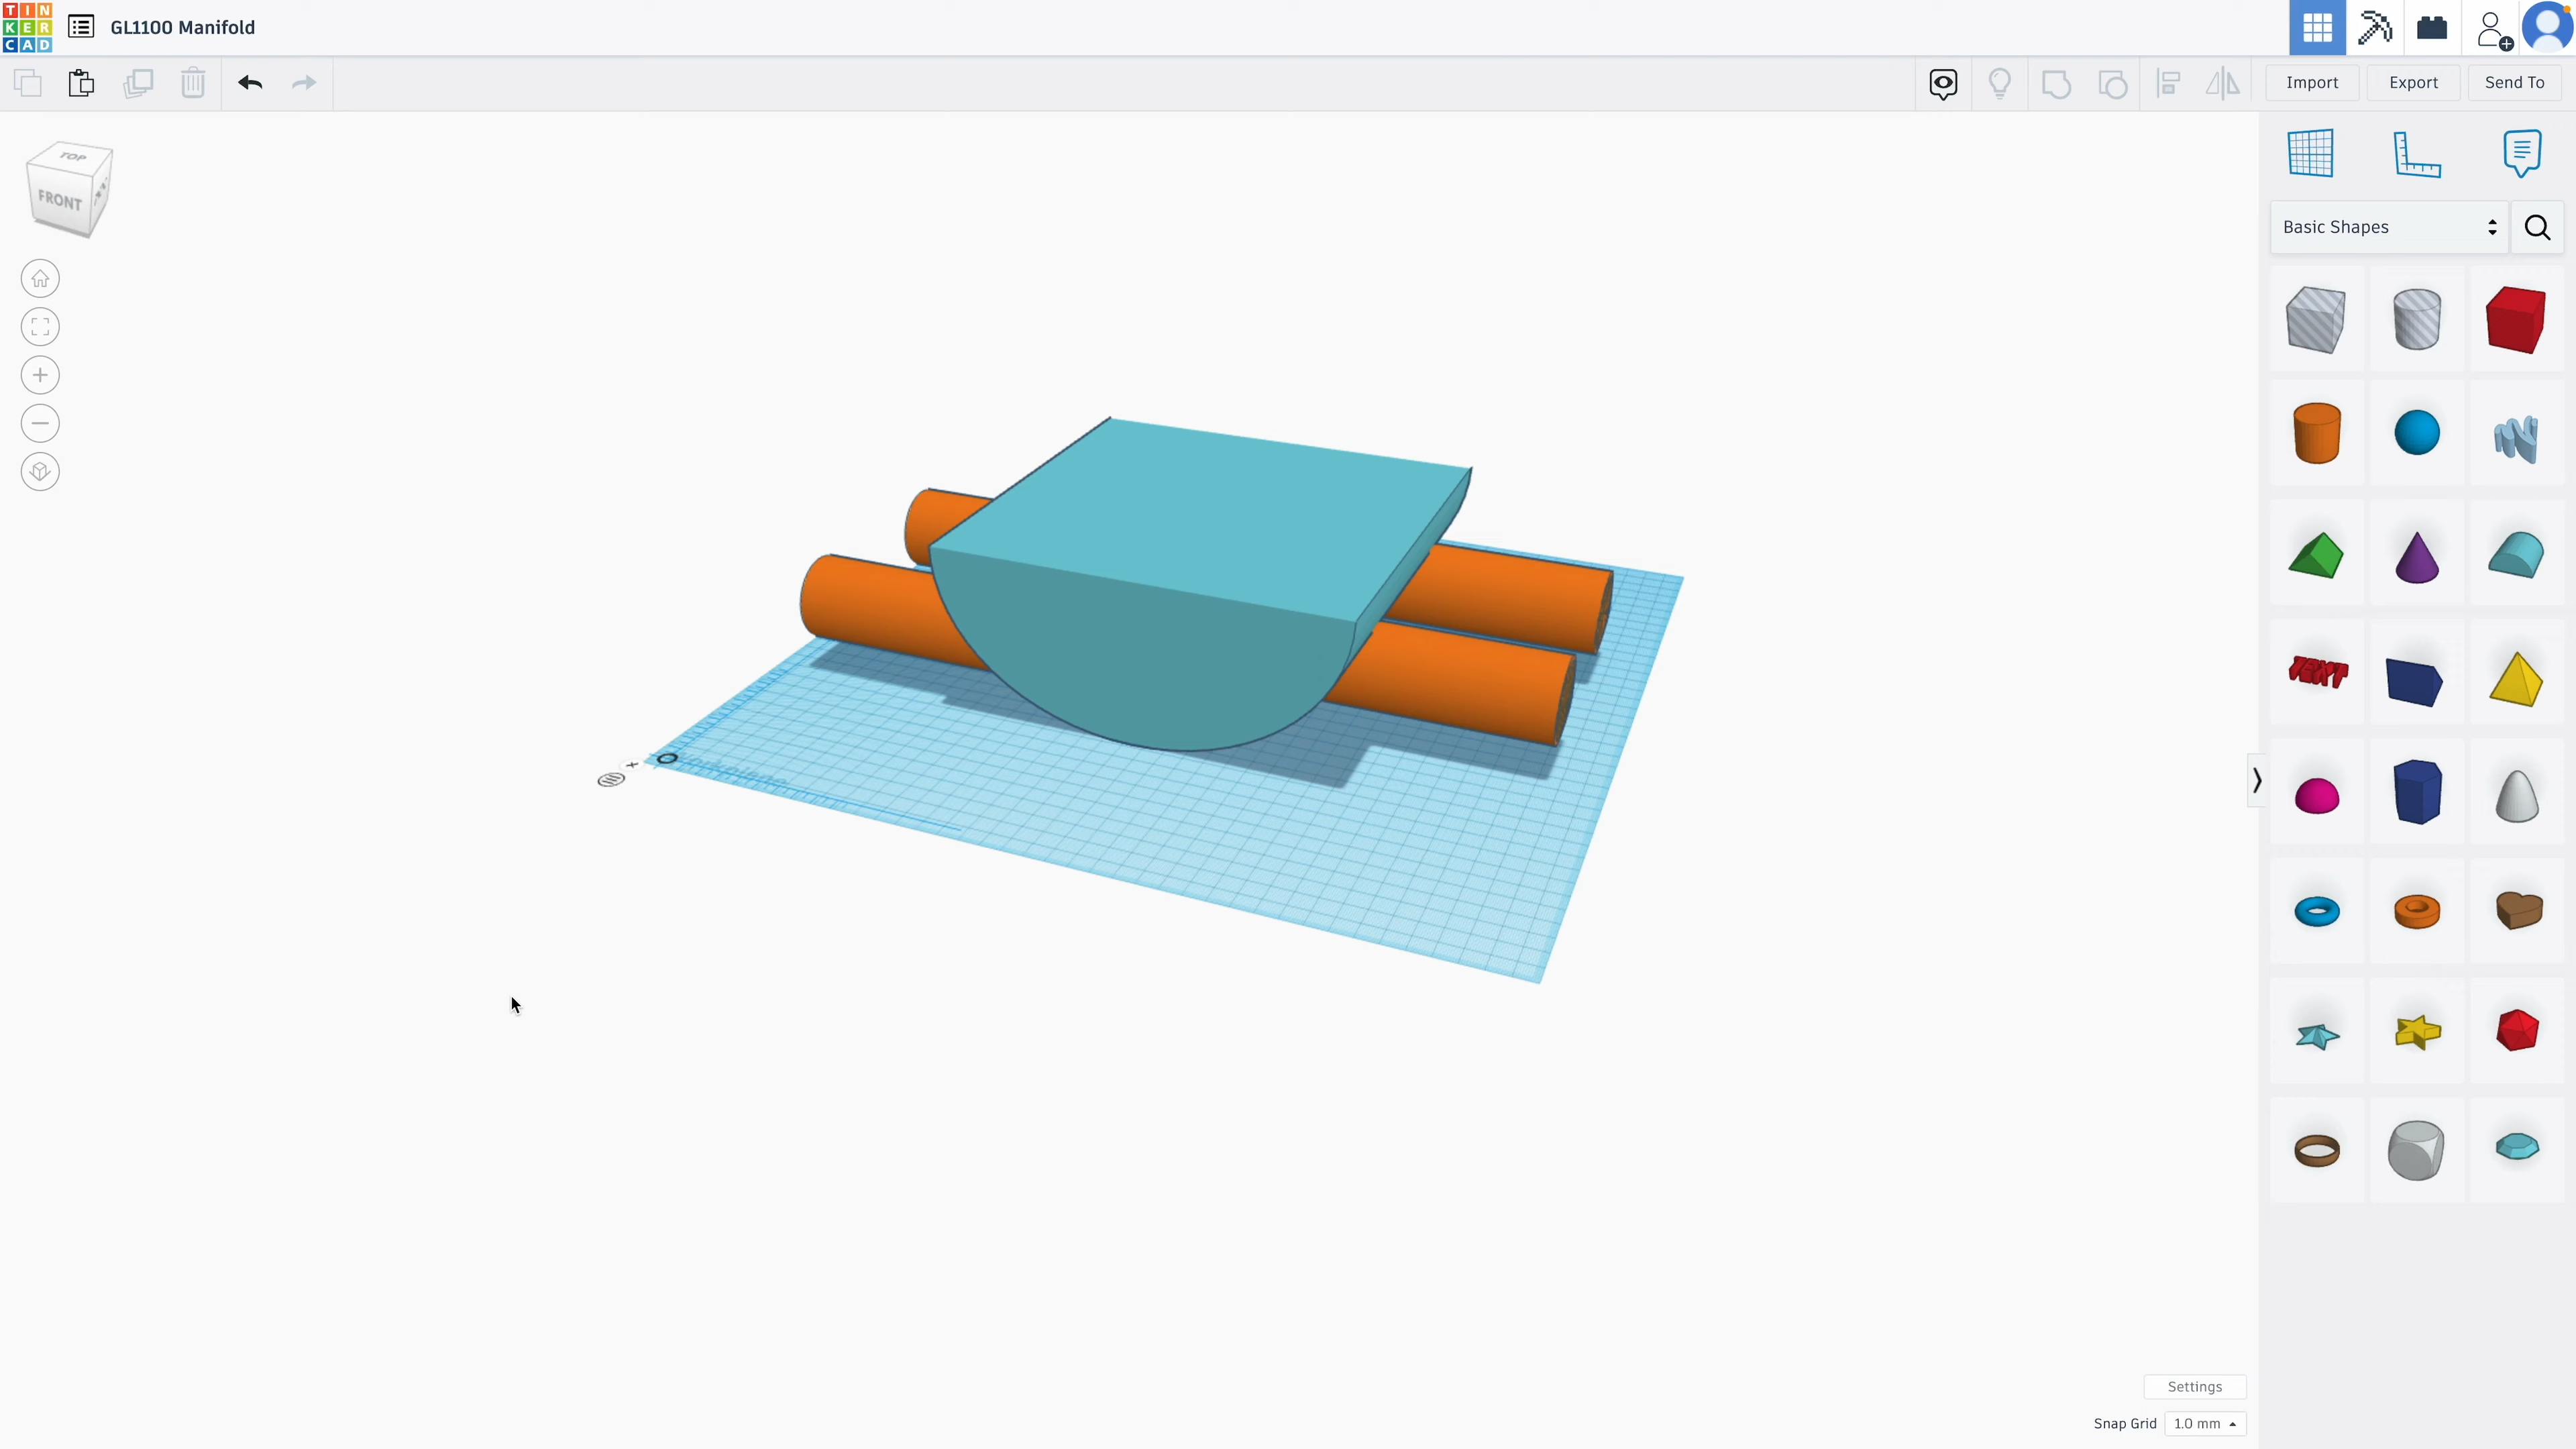 TIN
KER
CAD
GL1100 Manifold
Import
Export
Send To
TOP
FRONT
Basic Shapes
TEXT
Settings
Snap Grid 1.0 mm